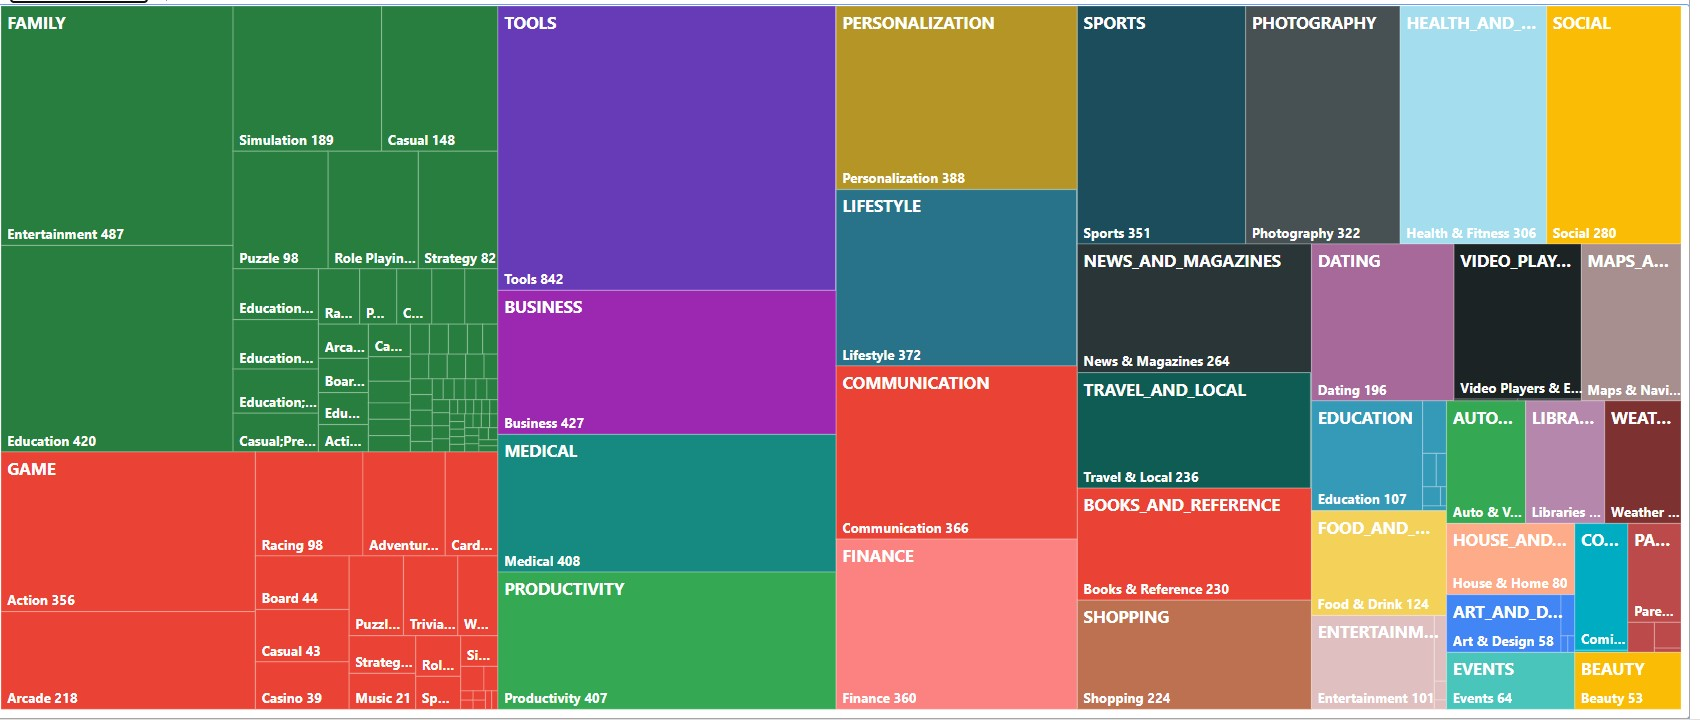 FAMILY
Entertainment 487
Education 420
Simulation 189
Casual 148
Puzzle 98
Role Playin...
Strategy 82
Education...
Ra...
P...
C...
Education...
Arca...
Ca...
Boar...
Education;...
Edu...
Casual;Pre...
Acti...
GAME
Action 356
Arcade 218
Racing 98
Adventur...
Card...
Board 44
Puzzl...
Trivia...
W...
Casual 43
Strateg...
Rol...
Si...
Casino 39
Music 21
Sp...
TOOLS
Tools 842
BUSINESS
Business 427
MEDICAL
Medical 408
PRODUCTIVITY
Productivity 407
PERSONALIZATION
Personalization 388
LIFESTYLE
Lifestyle 372
COMMUNICATION
Communication 366
FINANCE
Finance 360
SPORTS
Sports 351
PHOTOGRAPHY
Photography 322
HEALTH_AND_...
Health & Fitness 306
SOCIAL
Social 280
NEWS_AND_MAGAZINES
News & Magazines 264
TRAVEL_AND_LOCAL
Travel & Local 236
BOOKS_AND_REFERENCE
Books & Reference 230
SHOPPING
Shopping 224
DATING
Dating 196
VIDEO_PLAY...
Video Players & E...
MAPS_A...
Maps & Navi...
EDUCATION
Education 107
FOOD_AND_...
Food & Drink 124
ENTERTAINM...
Entertainment 101
AUTO...
Auto & V...
LIBRA...
Libraries ...
WEAT...
Weather ...
HOUSE_AND...
House & Home 80
ART_AND_D...
Art & Design 58
EVENTS
Events 64
CO...
Comi...
PA...
Pare...
BEAUTY
Beauty 53